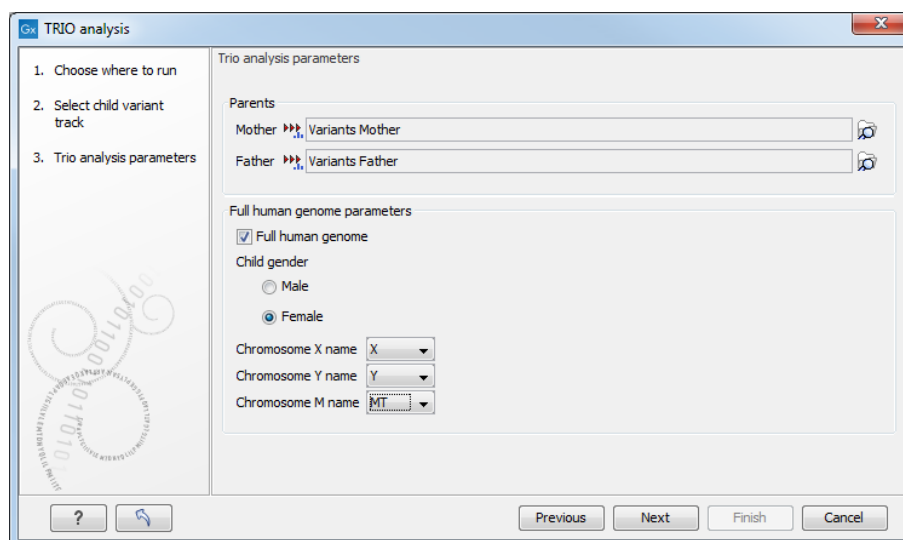 Gx TRIO analysis
1. Choose where to run
2. Select child variant
track
3. Trio analysis parameters
Trio analysis parameters
Parents
Mother Variants Mother
Father Variants Father
Full human genome parameters
Full human genome
Child gender
Male
Female
Chromosome X name X
Chromosome Y name Y
Chromosome M name MT
? Previous Next Finish Cancel